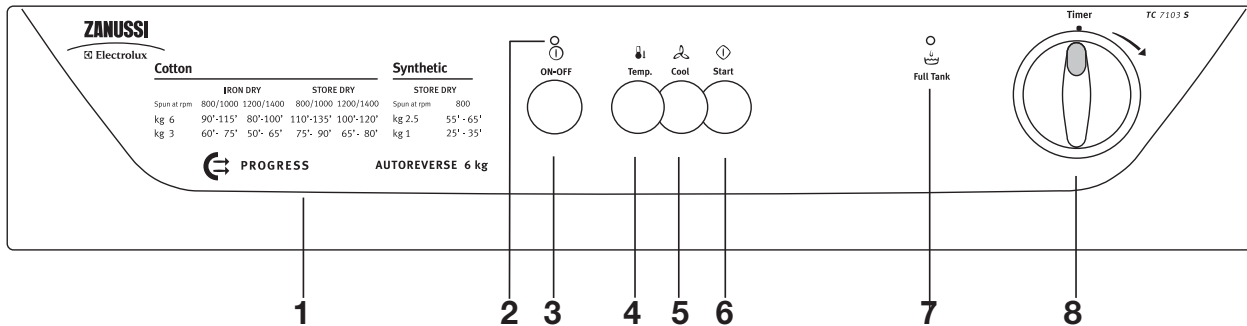 ZANUSSI
Electrolux
Cotton
IRON DRY STORE DRY
Spun at rpm 800/1000 1200/1400 800/1000 1200/1400
kg 6 90'-115' 80'-100' 110'-135' 100'-120'
kg 3 60'- 75' 50'- 65' 75'- 90' 65'- 80'
Synthetic
STORE DRY
Spun at rpm 800
kg 2.5 55' - 65'
kg 1 25' - 35'
PROGRESS AUTOREVERSE 6 kg
ON-OFF
Temp. Cool Start
Full Tank
Timer
TC 7103 S
1 2 3 4 5 6 7 8